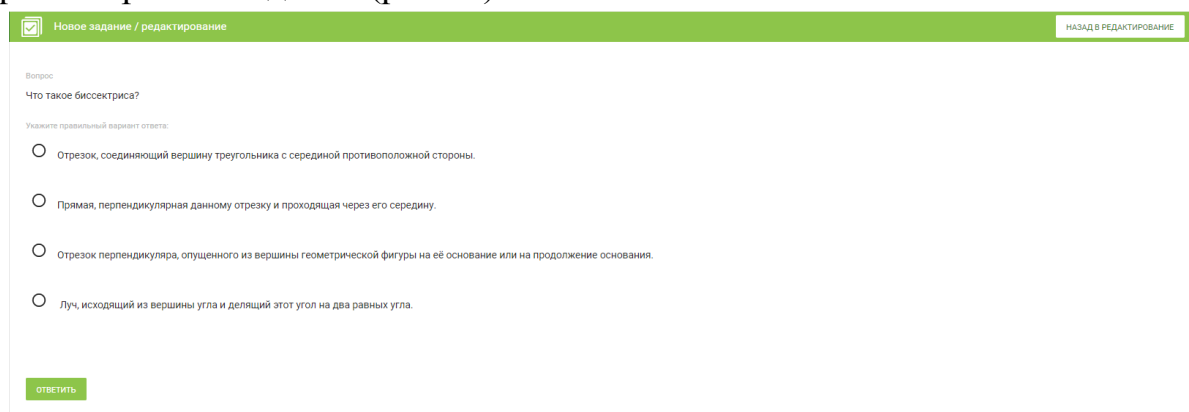 Новое задание / редактирование
НАЗАД В РЕДАКТИРОВАНИЕ
Вопрос
Что такое биссектриса?
Укажите правильный вариант ответа:
Отрезок, соединяющий вершину треугольника с серединой противоположной стороны.
Прямая, перпендикулярная данному отрезку и проходящая через его середину.
Отрезок перпендикуляра, опущенного из вершины геометрической фигуры на её основание или на продолжение основания.
Луч, исходящий из вершины угла и делящий этот угол на два равных угла.
ОТВЕТИТЬ